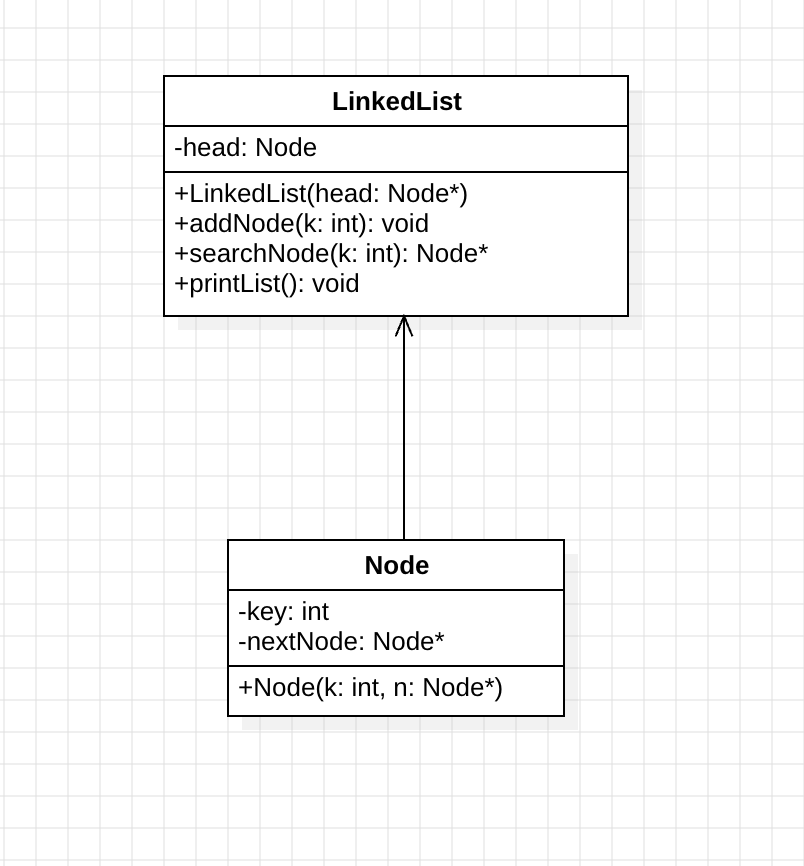 LinkedList
-head: Node
+LinkedList(head: Node*)
+addNode(k: int): void
+searchNode(k: int): Node*
+printList(): void
Node
-key: int
-nextNode: Node*
+Node(k: int, n: Node*)